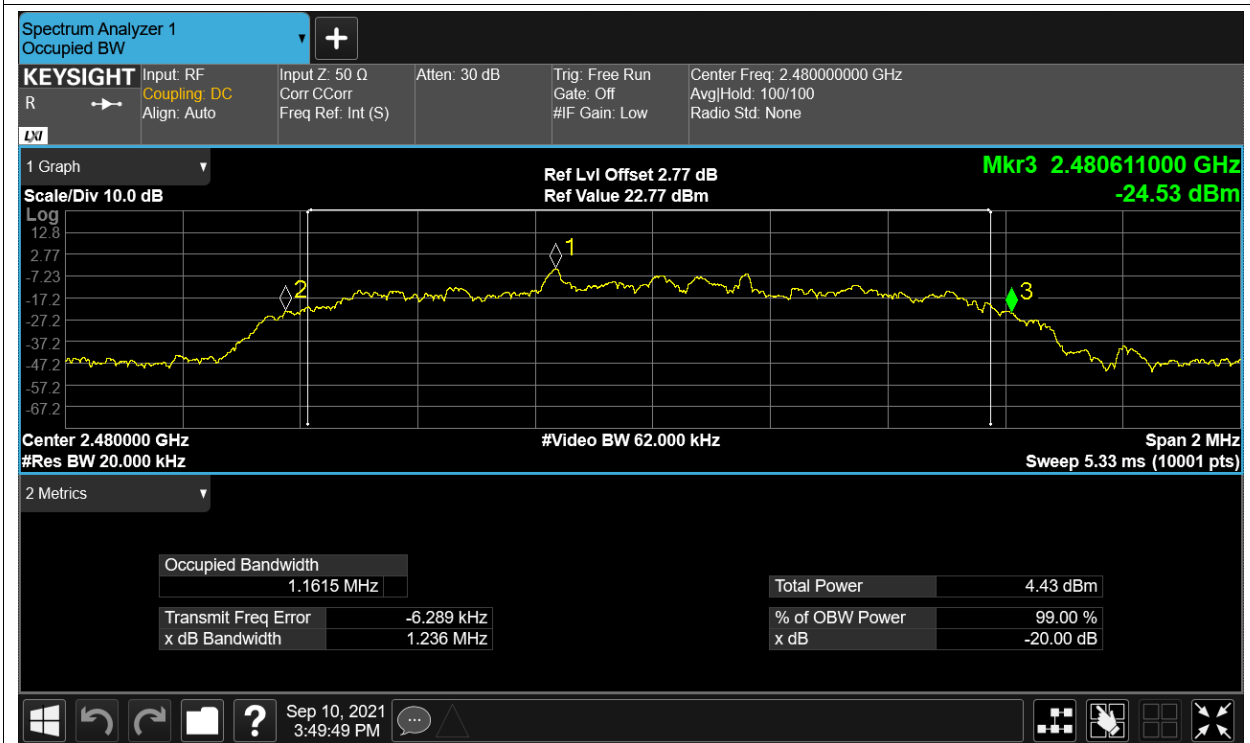 Spectrum Analyzer 1
Occupied BW
KEYSIGHT
R
LXI
Input: RF
Coupling: DC
Align: Auto
Input Z: 50 Ω
Corr CCorr
Freq Ref: Int (S)
Atten: 30 dB
Trig: Free Run
Gate: Off
#IF Gain: Low
Center Freq: 2.480000000 GHz
Avg|Hold: 100/100
Radio Std: None
1 Graph
Scale/Div 10.0 dB
Ref Lvl Offset 2.77 dB
Ref Value 22.77 dBm
Mkr3 2.480611000 GHz
-24.53 dBm
Log
12.8
2.77
-7.23
-17.2
-27.2
-37.2
-47.2
-57.2
-67.2
1
2
3
Center 2.480000 GHz
#Res BW 20.000 kHz
#Video BW 62.000 kHz
Span 2 MHz
Sweep 5.33 ms (10001 pts)
2 Metrics
Occupied Bandwidth
1.1615 MHz
Transmit Freq Error -6.289 kHz
x dB Bandwidth 1.236 MHz
Total Power 4.43 dBm
% of OBW Power 99.00 %
x dB -20.00 dB
?
Sep 10, 2021
3:49:49 PM